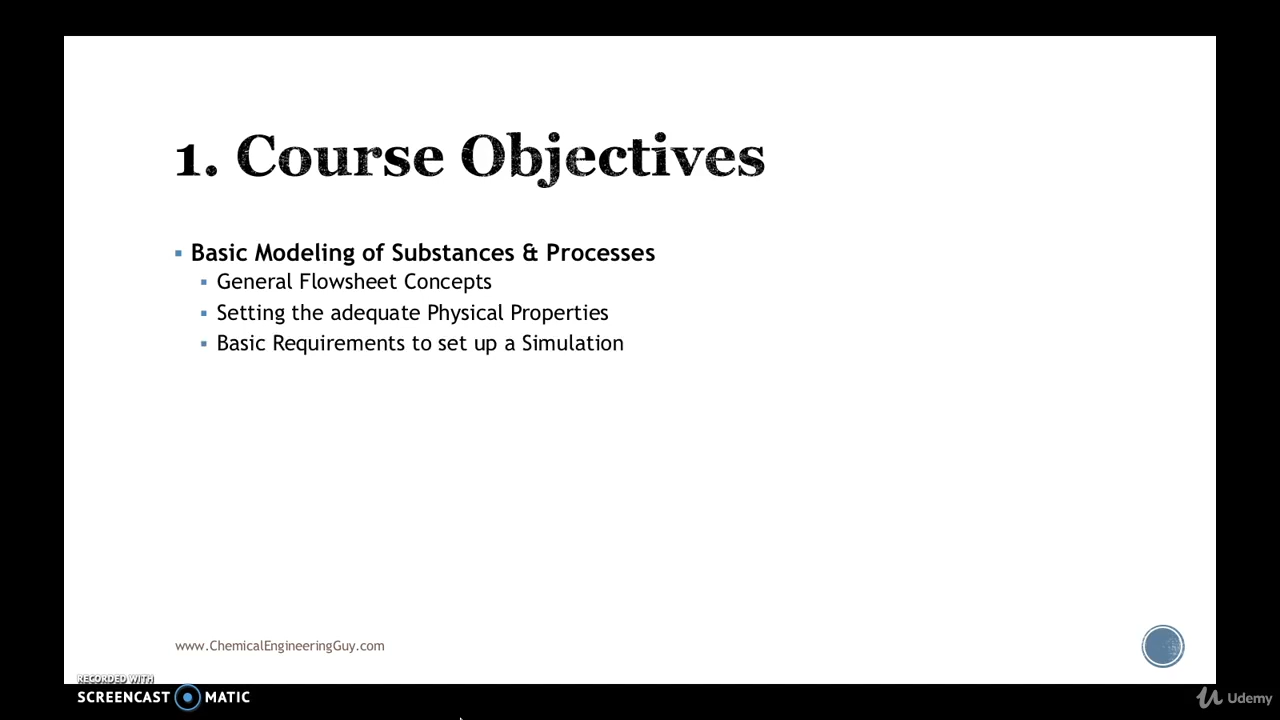 1. Course Objectives
Basic Modeling of Substances & Processes
General Flowsheet Concepts
Setting the adequate Physical Properties
Basic Requirements to set up a Simulation
www.ChemicalEngineeringGuy.com
RECORDED WITH
SCREENCAST MATIC
Udemy